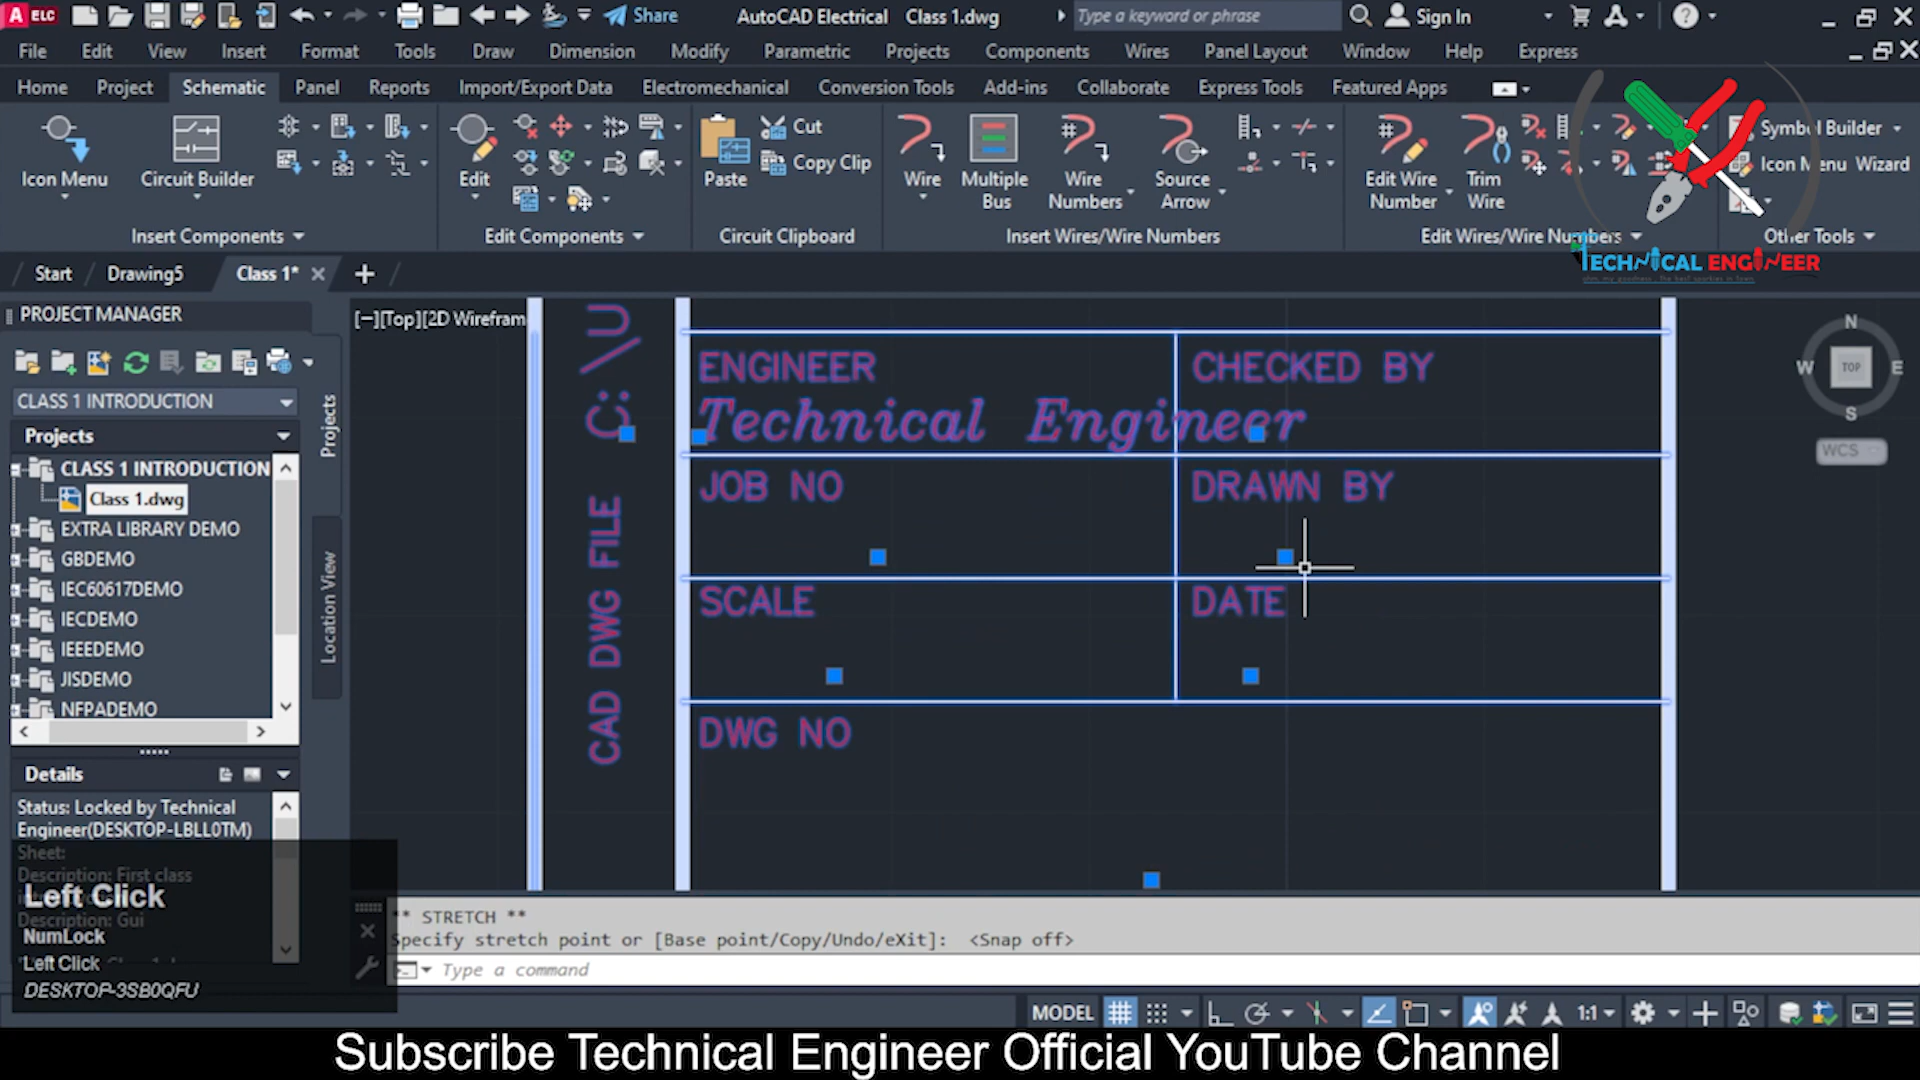 A ELC
Share
AutoCAD Electrical Class 1.dwg
Type a keyword or phrase
Sign In
File Edit View Insert Format Tools Draw Dimension Modify Parametric Projects Components Wires Panel Layout Window Help Express
Home Project Schematic Panel Reports Import/Export Data Electromechanical Conversion Tools Add-ins Collaborate Express Tools Featured Apps
Icon Menu
Circuit Builder
Insert Components
Edit
Edit Components
Paste
Cut
Copy Clip
Circuit Clipboard
Wire
Multiple Bus
Wire Numbers
Source Arrow
Insert Wires/Wire Numbers
Edit Wire Number
Trim Wire
Edit Wires/Wire Numbers
Symbol Builder
Icon Menu Wizard
Other Tools
TECHNICAL ENGINEER
Start Drawing5 Class 1*
PROJECT MANAGER
CLASS 1 INTRODUCTION
Projects
CLASS 1 INTRODUCTION
Class 1.dwg
EXTRA LIBRARY DEMO
GBDEMO
IEC60617DEMO
IECDEMO
IEEEDEMO
JISDEMO
NFPADEMO
Projects
Location View
Details
Status: Locked by Technical
Engineer(DESKTOP-LBLL0TM)
Sheet:
Description: First class
Description: Gui
Left Click
NumLock
Left Click
DESKTOP-3SB0QFU
[−][Top][2D Wirefram
CAD DWG FILE C:\U
ENGINEER
Technical Engineer
CHECKED BY
JOB NO
DRAWN BY
SCALE
DATE
DWG NO
N
W TOP E
S
WCS
** STRETCH **
Specify stretch point or [Base point/Copy/Undo/eXit]: <Snap off>
Type a command
MODEL
1:1
Subscribe Technical Engineer Official YouTube Channel